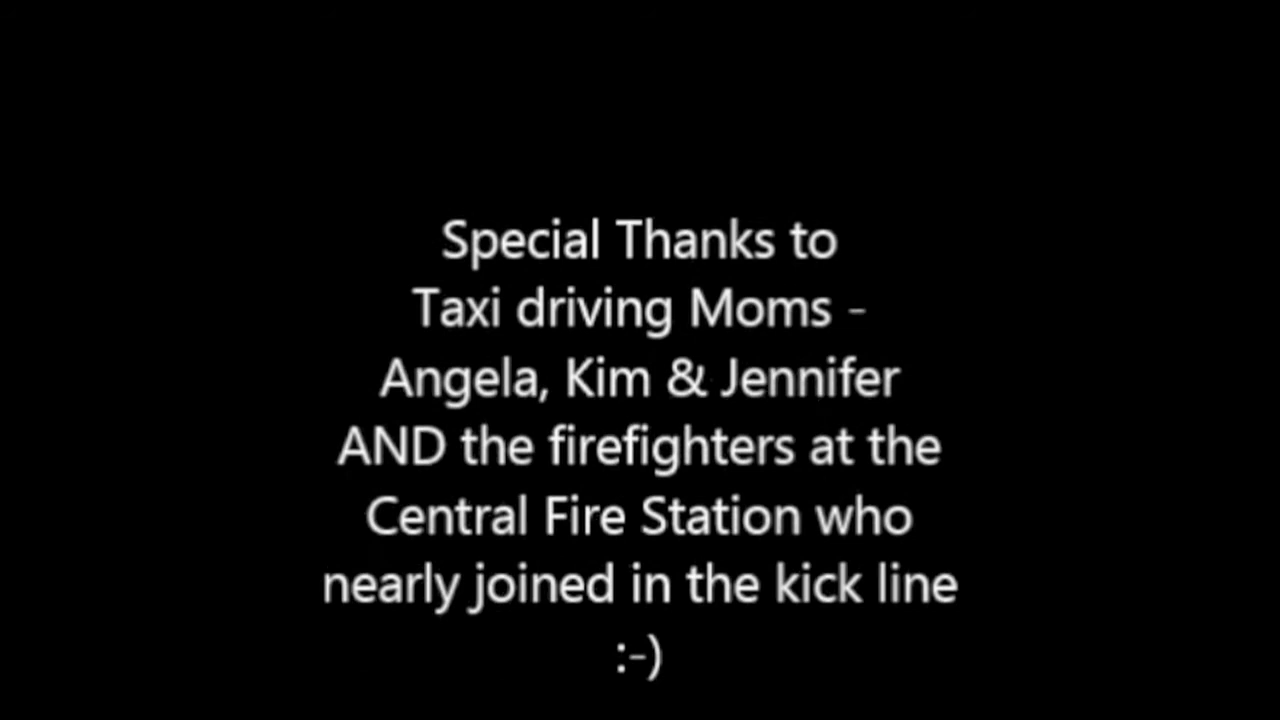 Special Thanks to
Taxi driving Moms -
Angela, Kim & Jennifer
AND the firefighters at the
Central Fire Station who
nearly joined in the kick line
:-)